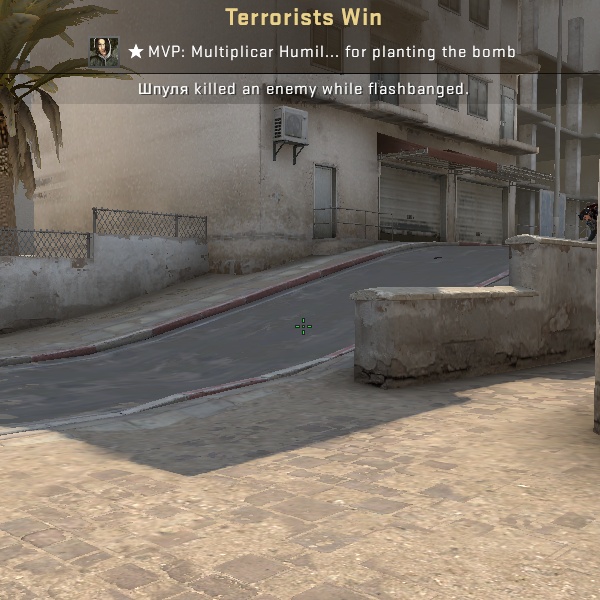 Terrorists Win
★ MVP: Multiplicar Humil... for planting the bomb
Шпуля killed an enemy while flashbanged.